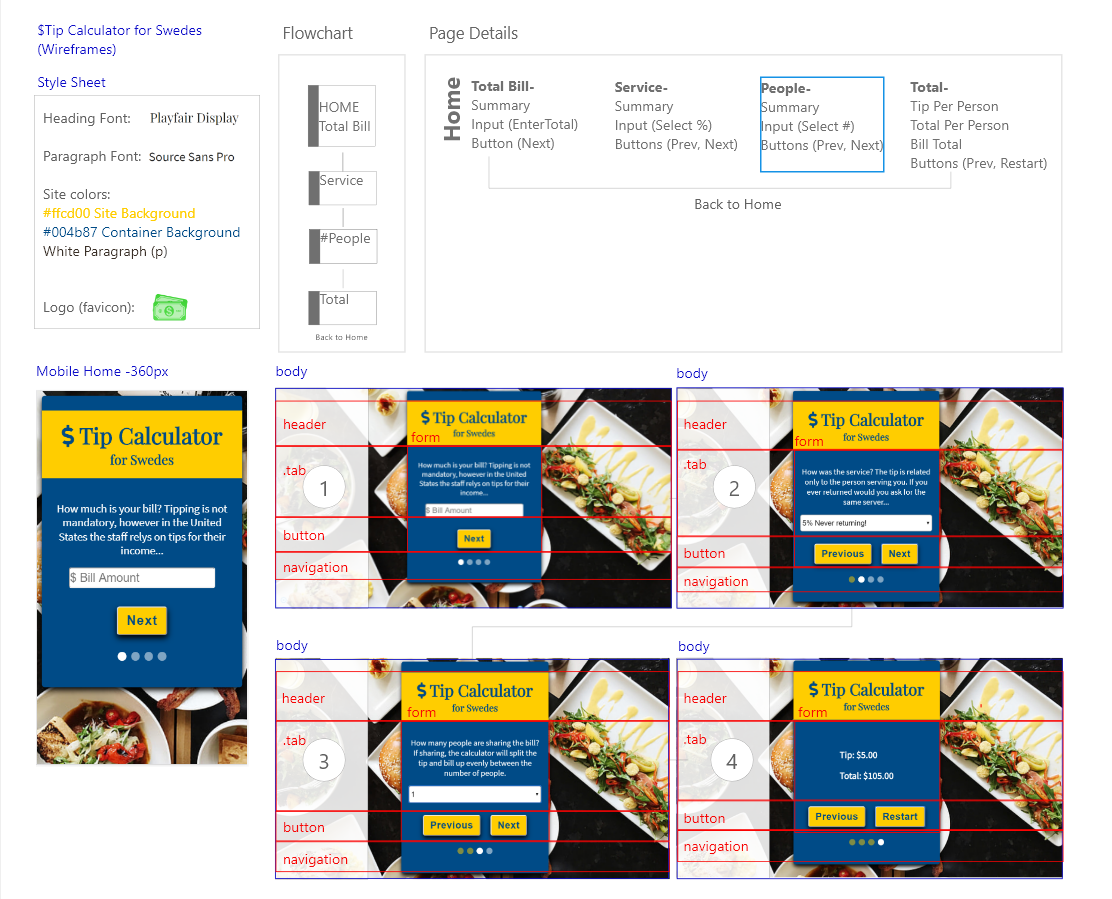 $Tip Calculator for Swedes
(Wireframes)
Style Sheet
Heading Font: Playfair Display
Paragraph Font: Source Sans Pro
Site colors:
#ffcd00 Site Background
#004b87 Container Background
White Paragraph (p)
Logo (favicon):
$
Flowchart
HOME
Total Bill
Service
#People
Total
Back to Home
Page Details
Home
Total Bill-
Summary
Input (EnterTotal)
Button (Next)
Service-
Summary
Input (Select %)
Buttons (Prev, Next)
People-
Summary
Input (Select #)
Buttons (Prev, Next)
Total-
Tip Per Person
Total Per Person
Bill Total
Buttons (Prev, Restart)
Back to Home
Mobile Home -360px
$ Tip Calculator
for Swedes
How much is your bill? Tipping is not
mandatory, however in the United
States the staff relys on tips for their
income...
$ Bill Amount
Next
body
header
form
.tab
1
button
navigation
$ Tip Calculator
for Swedes
How much is your bill? Tipping is not
mandatory, however in the United
States the staff relys on tips for their
income...
$ Bill Amount
Next
body
header
form
.tab
2
button
navigation
$ Tip Calculator
for Swedes
How was the service? The tip is related
only to the person serving you. If you
ever returned would you ask for the
same server...
5% Never returning!
Previous Next
body
header
form
.tab
3
button
navigation
$ Tip Calculator
for Swedes
How many people are sharing the bill?
If sharing, the calculator will split the
tip and bill up evenly between the
number of people.
1
Previous Next
body
header
form
.tab
4
button
navigation
$ Tip Calculator
for Swedes
Tip: $5.00
Total: $105.00
Previous Restart